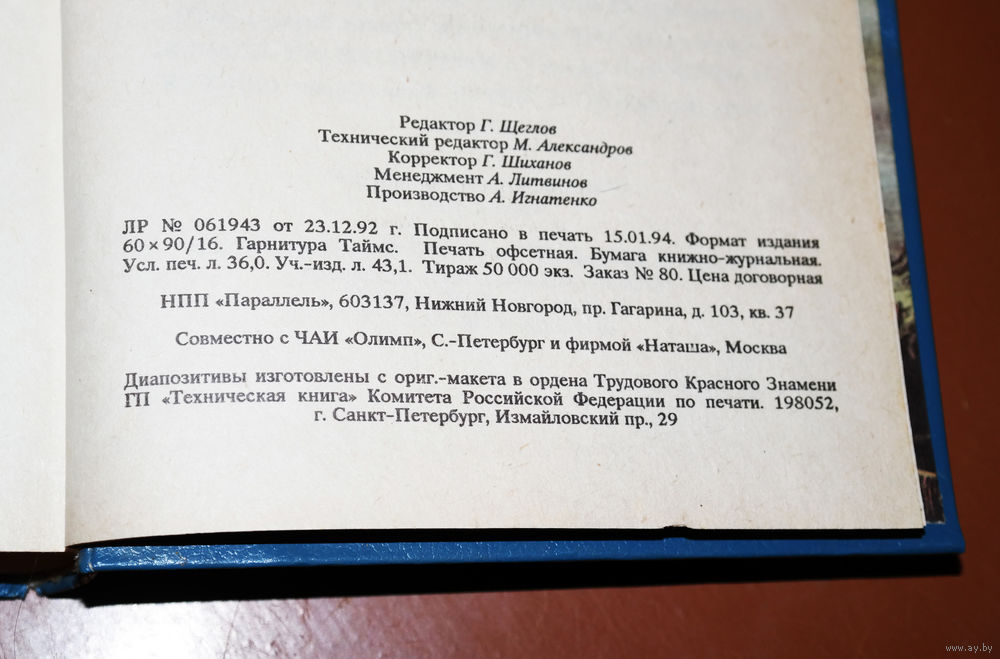 Редактор Г. Щеглов
Технический редактор М. Александров
Корректор Г. Шиханов
Менеджмент А. Литвинов
Производство А. Игнатенко
ЛР № 061943 от 23.12.92 г. Подписано в печать 15.01.94. Формат издания
60×90/16. Гарнитура Таймс. Печать офсетная. Бумага книжно-журнальная.
Усл. печ. л. 36,0. Уч.-изд. л. 43,1. Тираж 50 000 экз. Заказ № 80. Цена договорная
НПП «Параллель», 603137, Нижний Новгород, пр. Гагарина, д. 103, кв. 37
Совместно с ЧАИ «Олимп», С.-Петербург и фирмой «Наташа», Москва
Диапозитивы изготовлены с ориг.-макета в ордена Трудового Красного Знамени
ГП «Техническая книга» Комитета Российской Федерации по печати. 198052,
г. Санкт-Петербург, Измайловский пр., 29
www.ay.by